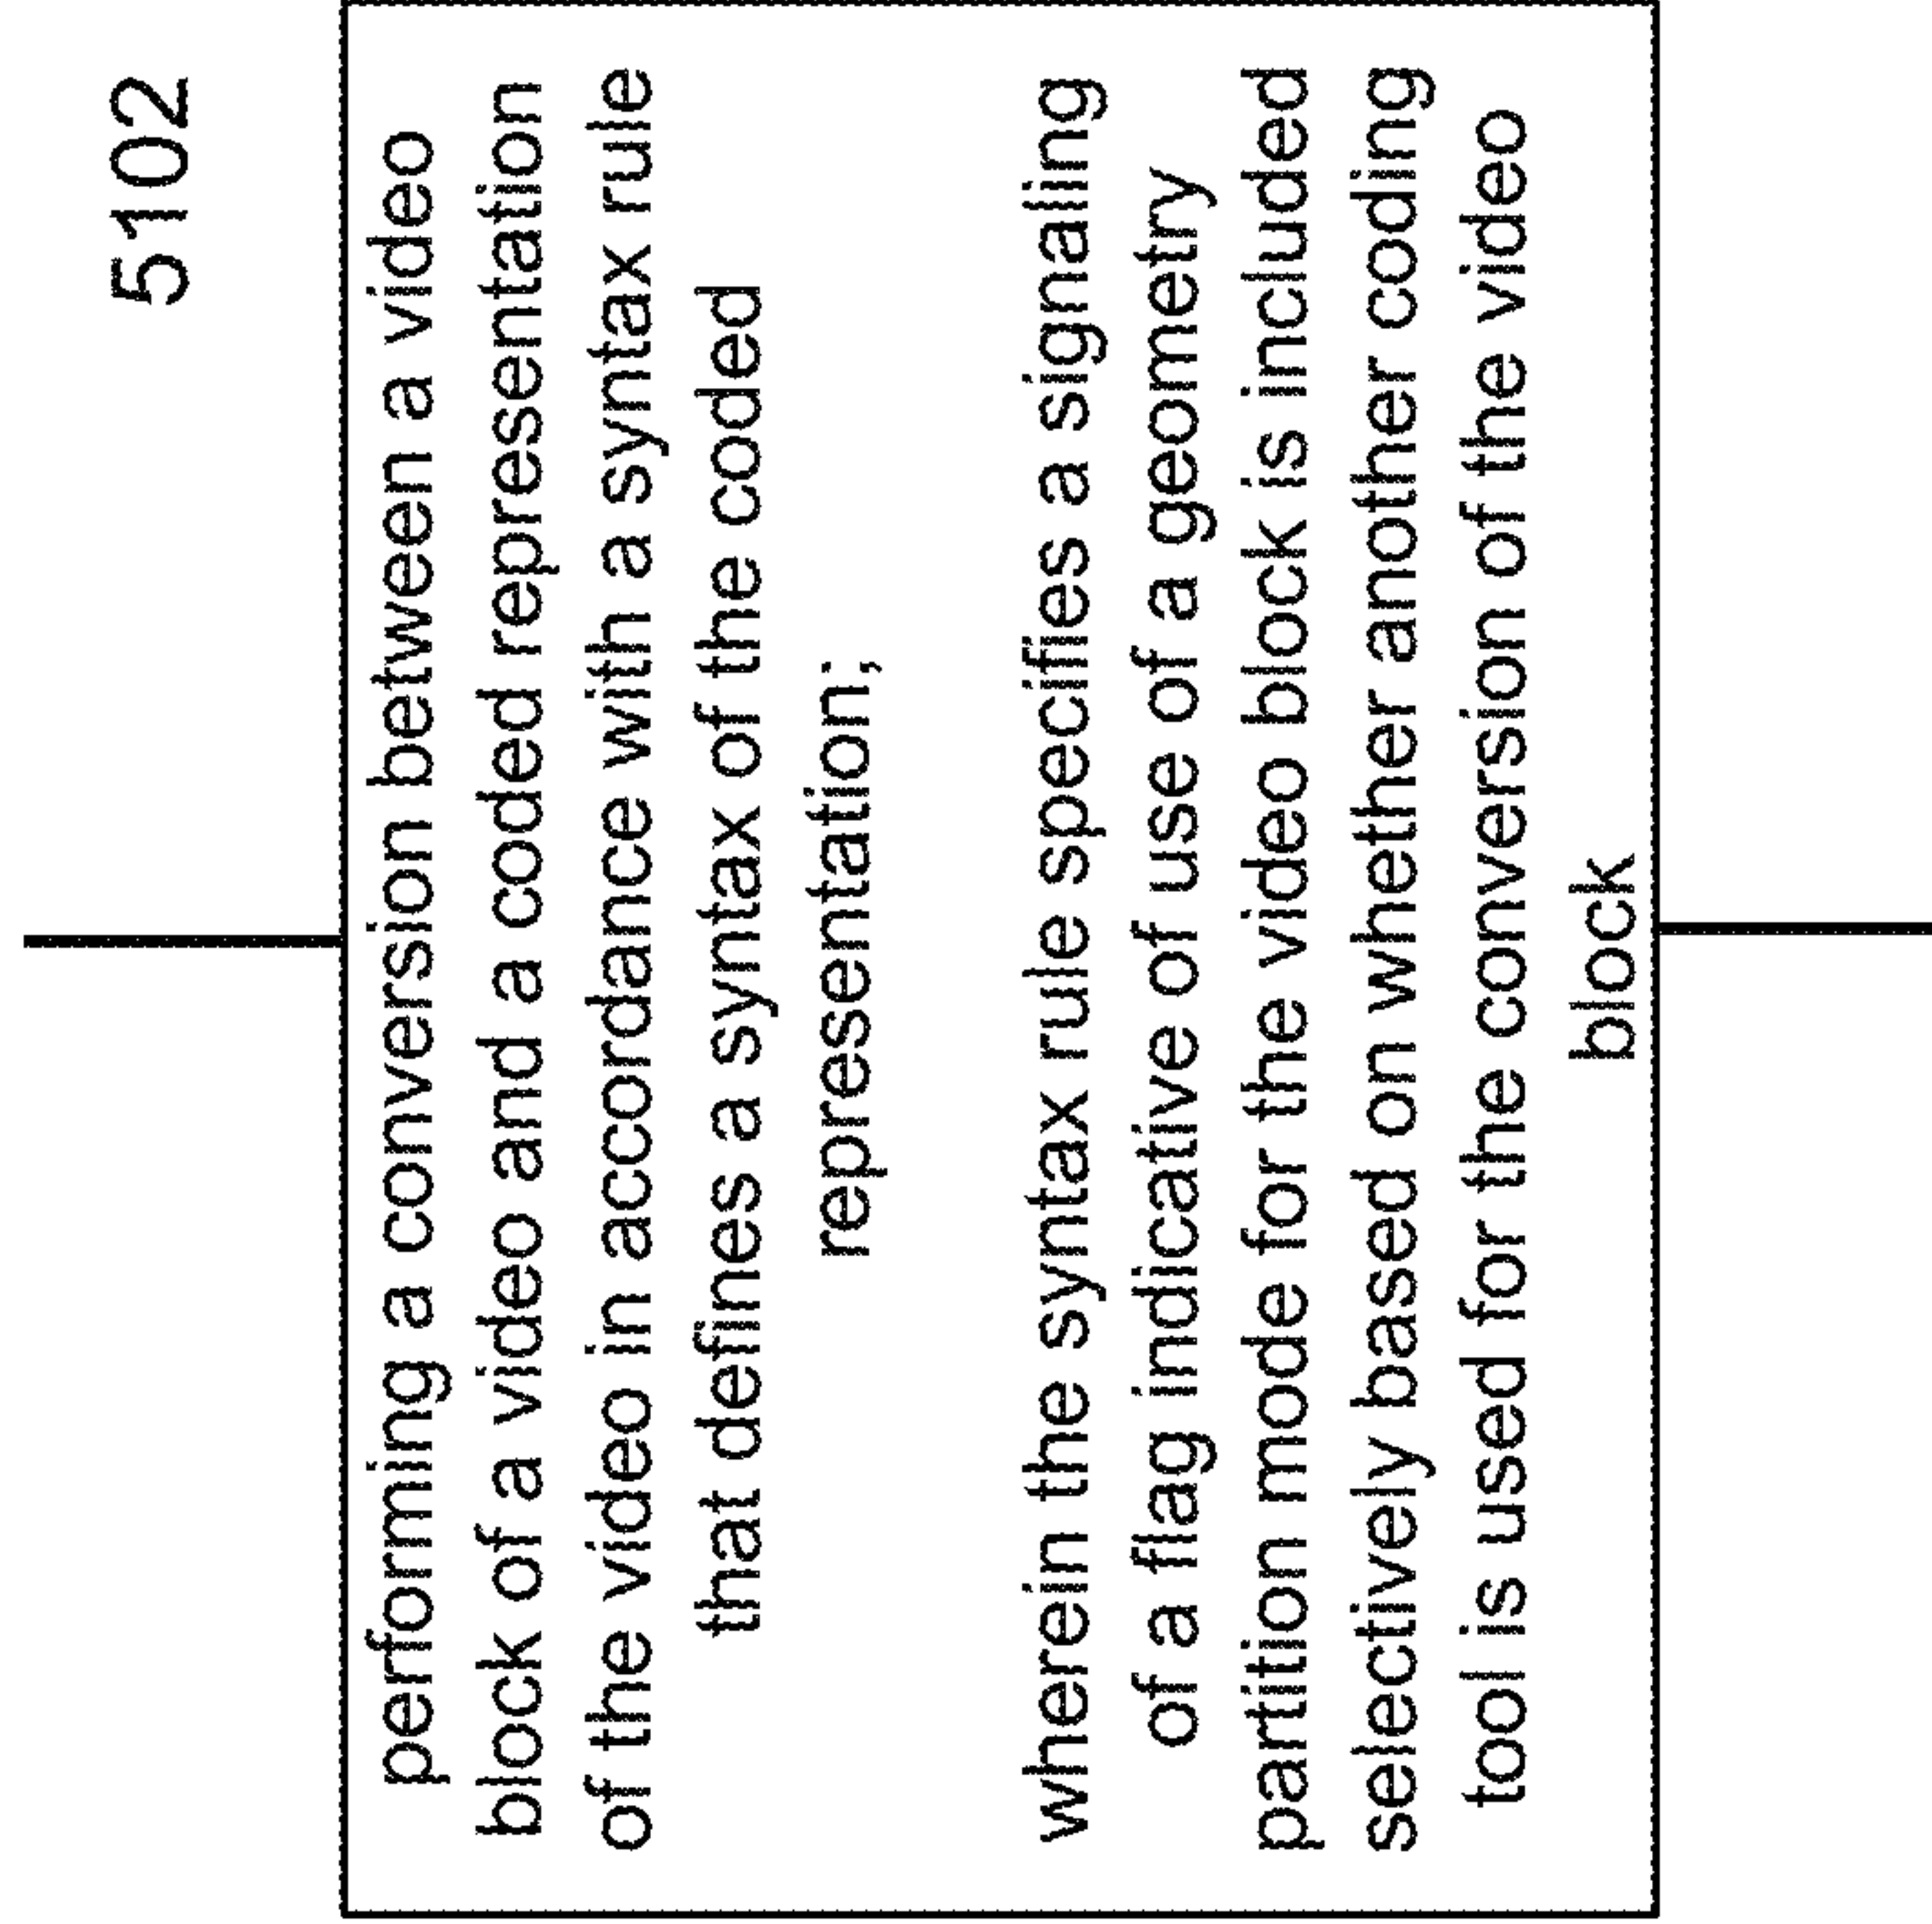 5102
performing a conversion between a video
block of a video and a coded representation
of the video in accordance with a syntax rule
that defines a syntax of the coded
representation;
wherein the syntax rule specifies a signaling
of a flag indicative of use of a geometry
partition mode for the video block is included
selectively based on whether another coding
tool is used for the conversion of the video
block